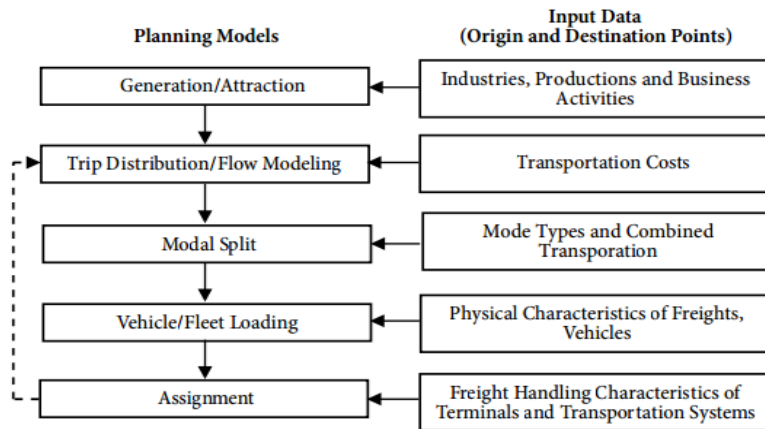 Planning Models
Input Data
(Origin and Destination Points)
Generation/Attraction
Industries, Productions and Business
Activities
Trip Distribution/Flow Modeling
Transportation Costs
Modal Split
Mode Types and Combined
Transporation
Vehicle/Fleet Loading
Physical Characteristics of Freights,
Vehicles
Assignment
Freight Handling Characteristics of
Terminals and Transportation Systems